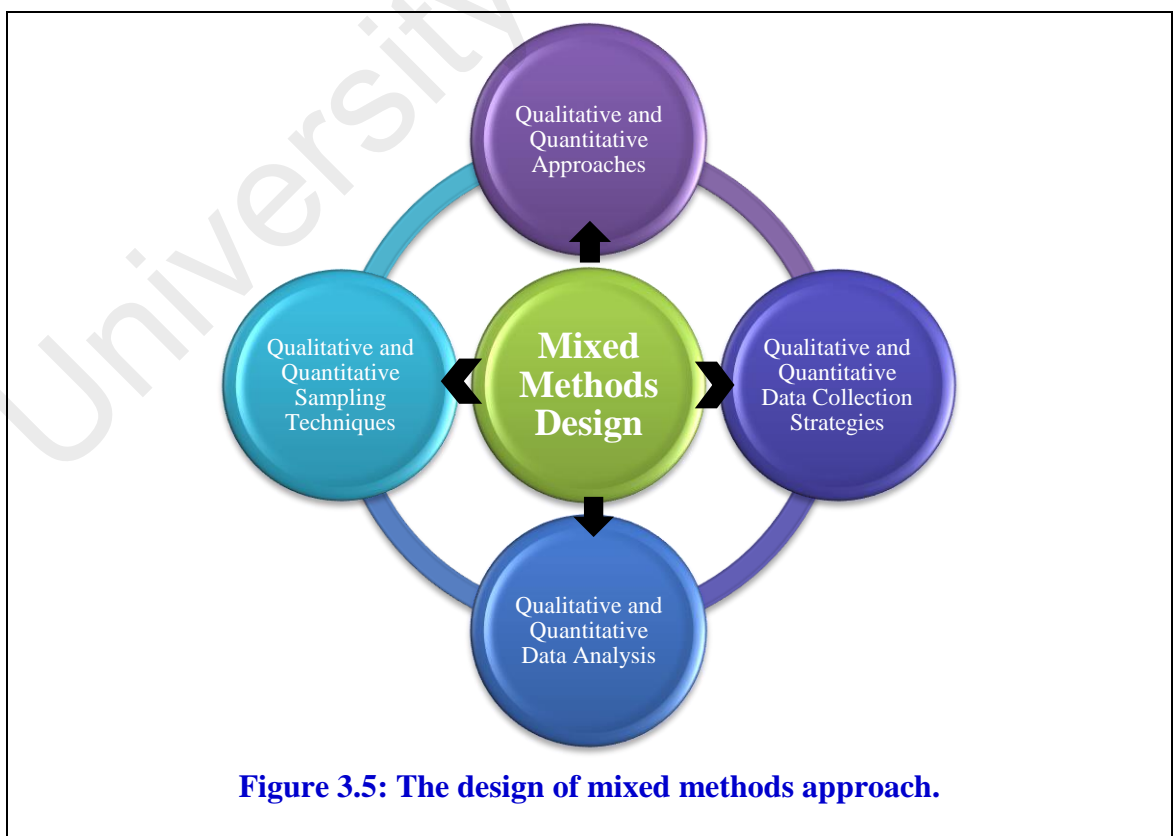 University
Qualitative and
Quantitative
Approaches
Qualitative and
Quantitative
Sampling
Techniques
Mixed
Methods
Design
Qualitative and
Quantitative
Data Collection
Strategies
Qualitative and
Quantitative
Data Analysis
Figure 3.5: The design of mixed methods approach.